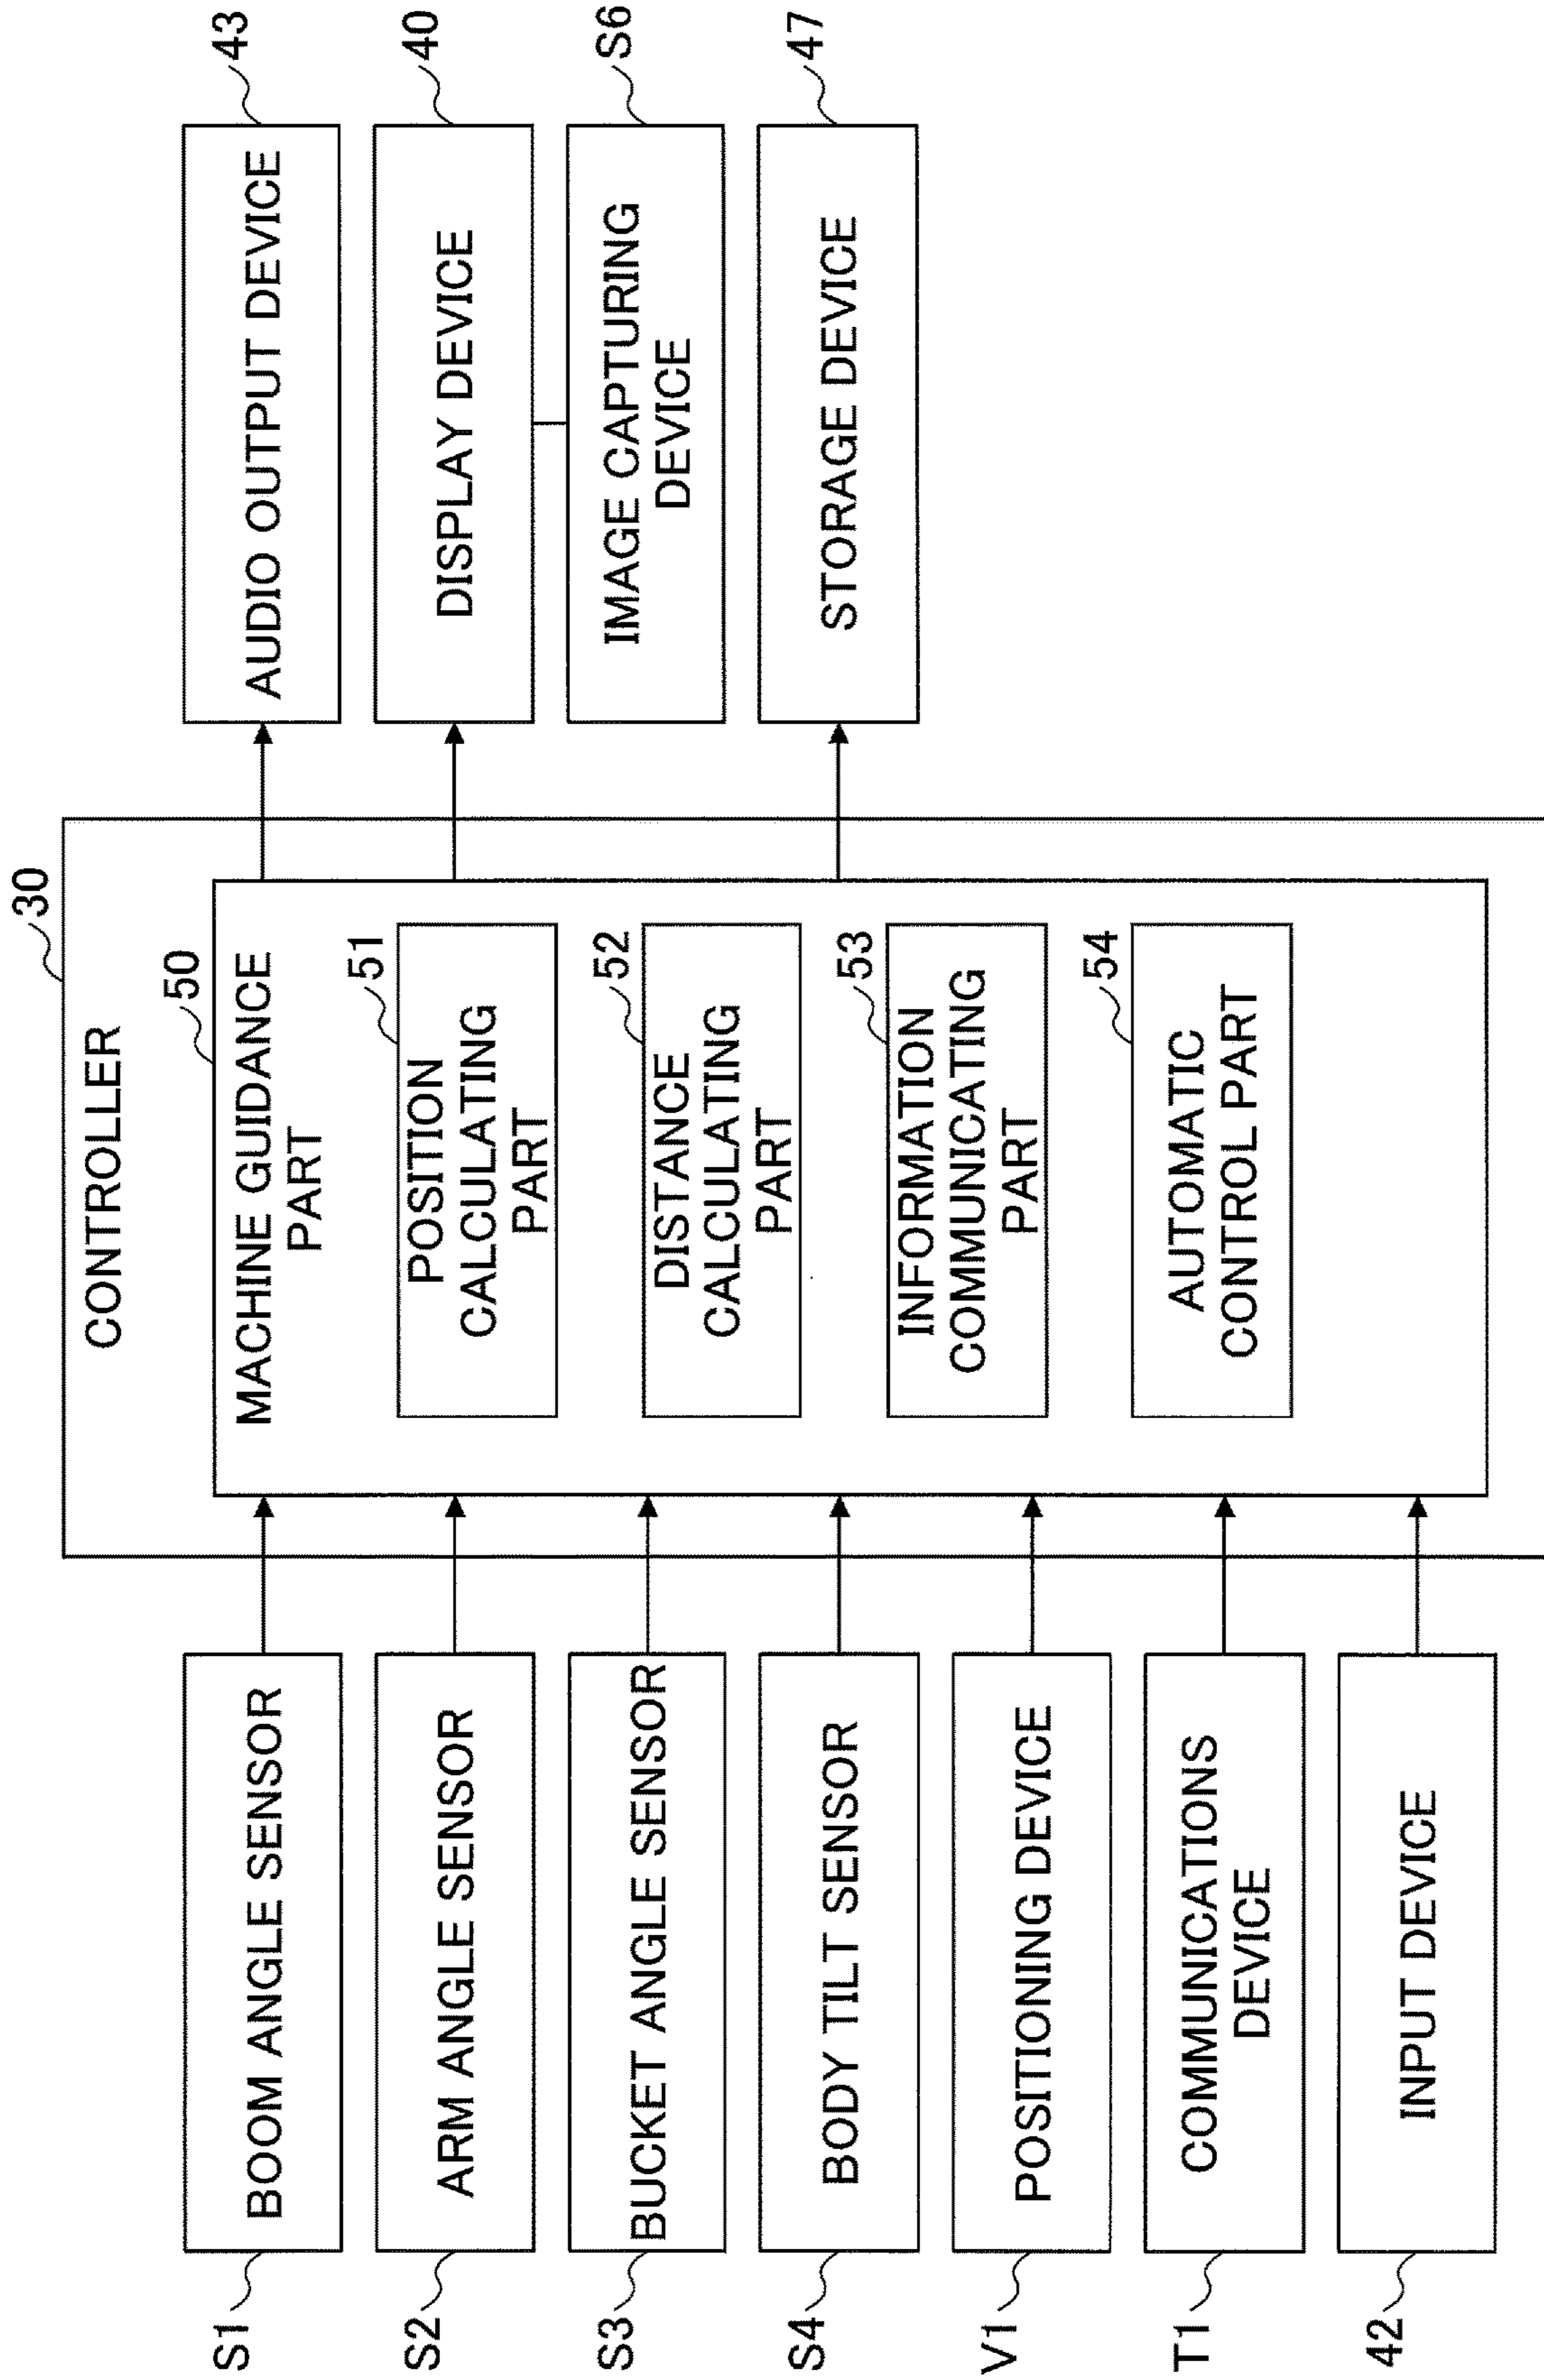 30
CONTROLLER
50
MACHINE GUIDANCE
PART
51
POSITION
CALCULATING
PART
52
DISTANCE
CALCULATING
PART
53
INFORMATION
COMMUNICATING
PART
54
AUTOMATIC
CONTROL PART
S1
BOOM ANGLE SENSOR
S2
ARM ANGLE SENSOR
S3
BUCKET ANGLE SENSOR
S4
BODY TILT SENSOR
V1
POSITIONING DEVICE
T1
COMMUNICATIONS
DEVICE
42
INPUT DEVICE
43
AUDIO OUTPUT DEVICE
40
DISPLAY DEVICE
S6
IMAGE CAPTURING
DEVICE
47
STORAGE DEVICE